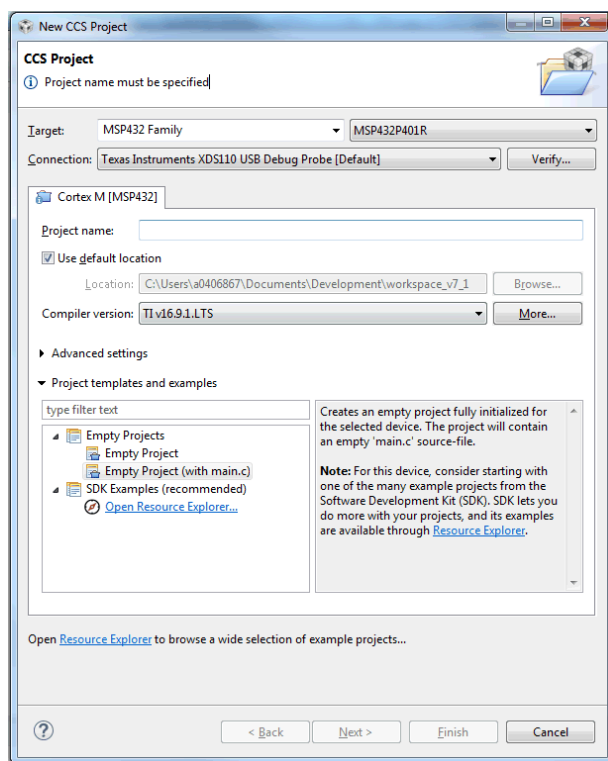 New CCS Project
CCS Project
Project name must be specified
Target: MSP432 Family MSP432P401R
Connection: Texas Instruments XDS110 USB Debug Probe [Default] Verify...
Cortex M [MSP432]
Project name:
Use default location
Location: C:\Users\a0406867\Documents\Development\workspace_v7_1 Browse...
Compiler version: TI v16.9.1.LTS More...
Advanced settings
Project templates and examples
type filter text
Empty Projects
Empty Project
Empty Project (with main.c)
SDK Examples (recommended)
Open Resource Explorer...
Creates an empty project fully initialized for
the selected device. The project will contain
an empty 'main.c' source-file.
Note: For this device, consider starting with
one of the many example projects from the
Software Development Kit (SDK). SDK lets you
do more with your projects, and its examples
are available through Resource Explorer.
Open Resource Explorer to browse a wide selection of example projects...
? < Back Next > Finish Cancel